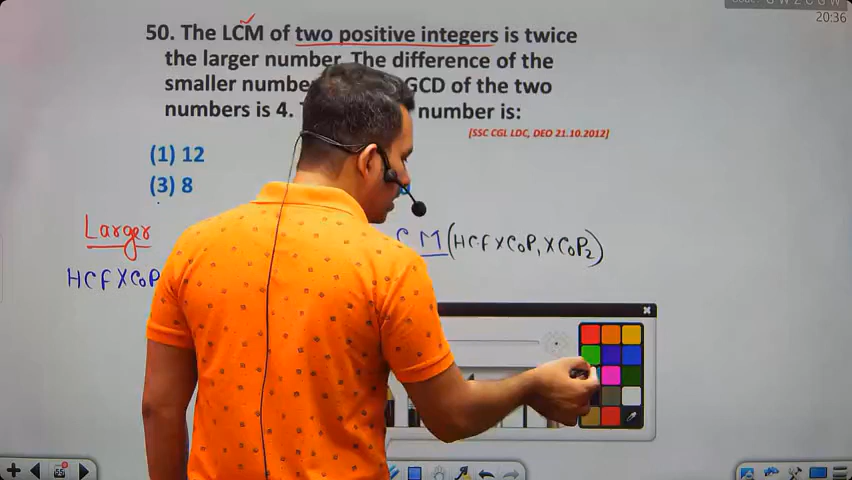 20:36
50. The LCM of two positive integers is twice
the larger number. The difference of the
smaller number GCD of the two
numbers is 4. number is:
[SSC CGL LDC, DEO 21.10.2012]
(1) 12
(3) 8
Larger
CM (HCF X COP1 X COP2)
HCF X COP
55